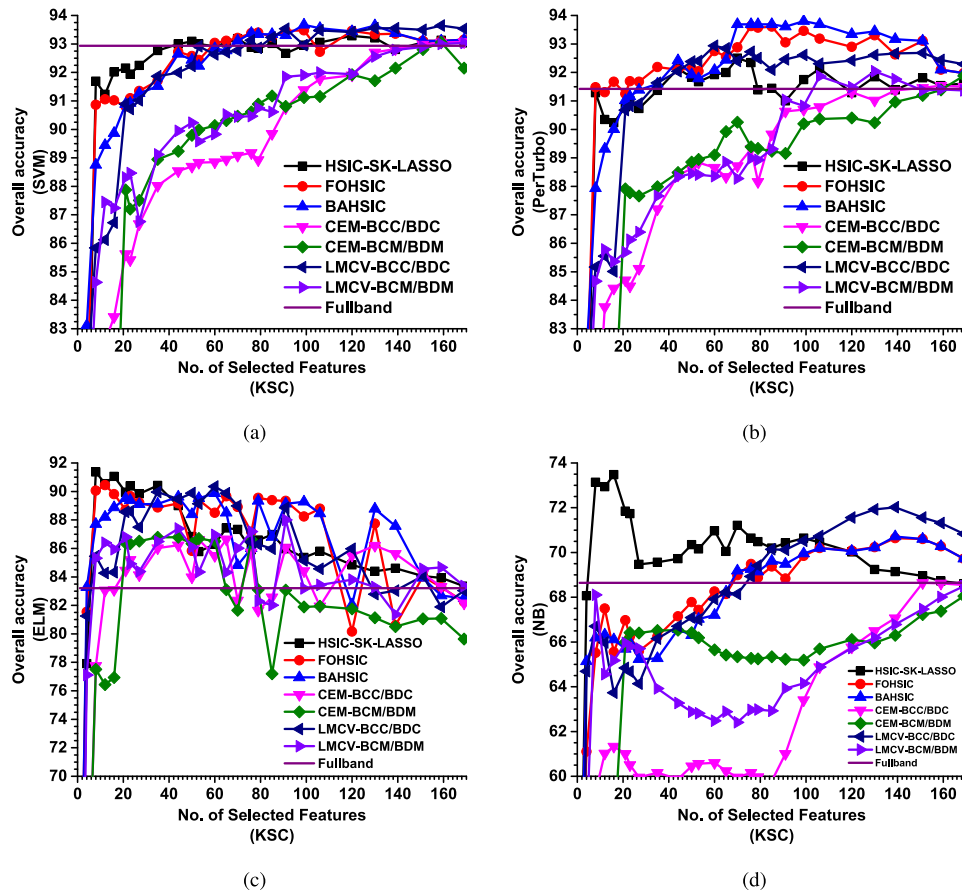 94
93
92
91
90
89
88
87
86
85
84
83
Overall accuracy
(SVM)
HSIC-SK-LASSO
FOHSIC
BAHSIC
CEM-BCC/BDC
CEM-BCM/BDM
LMCV-BCC/BDC
LMCV-BCM/BDM
Fullband
0 20 40 60 80 100 120 140 160
No. of Selected Features
(KSC)
(a)
94
93
92
91
90
89
88
87
86
85
84
83
Overall accuracy
(PerTurbo)
HSIC-SK-LASSO
FOHSIC
BAHSIC
CEM-BCC/BDC
CEM-BCM/BDM
LMCV-BCC/BDC
LMCV-BCM/BDM
Fullband
0 20 40 60 80 100 120 140 160
No. of Selected Features
(KSC)
(b)
92
90
88
86
84
82
80
78
76
74
72
70
Overall accuracy
(ELM)
HSIC-SK-LASSO
FOHSIC
BAHSIC
CEM-BCC/BDC
CEM-BCM/BDM
LMCV-BCC/BDC
LMCV-BCM/BDM
Fullband
0 20 40 60 80 100 120 140 160
No. of Selected Features
(KSC)
(c)
74
72
70
68
66
64
62
60
Overall accuracy
(NB)
HSIC-SK-LASSO
FOHSIC
BAHSIC
CEM-BCC/BDC
CEM-BCM/BDM
LMCV-BCC/BDC
LMCV-BCM/BDM
Fullband
0 20 40 60 80 100 120 140 160
No. of Selected Features
(KSC)
(d)